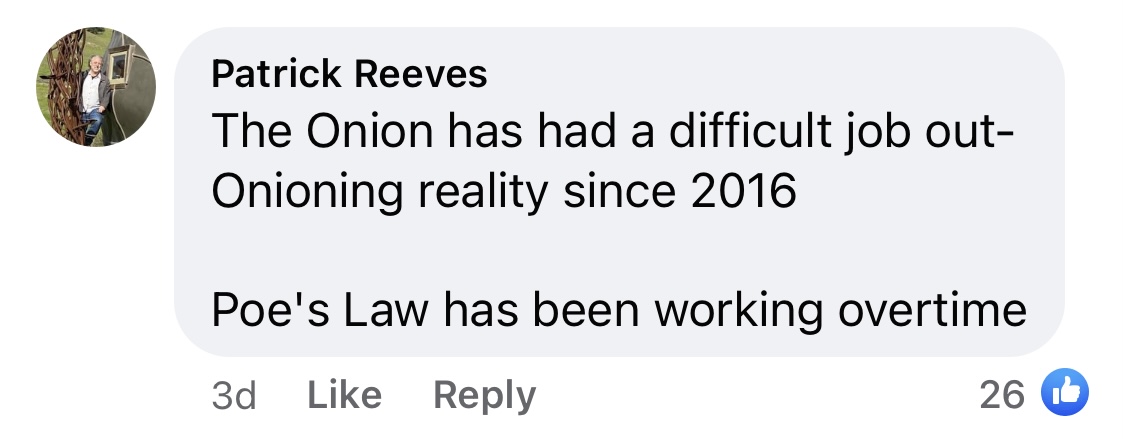 Patrick Reeves
The Onion has had a difficult job out-
Onioning reality since 2016
Poe's Law has been working overtime
3d Like Reply 26